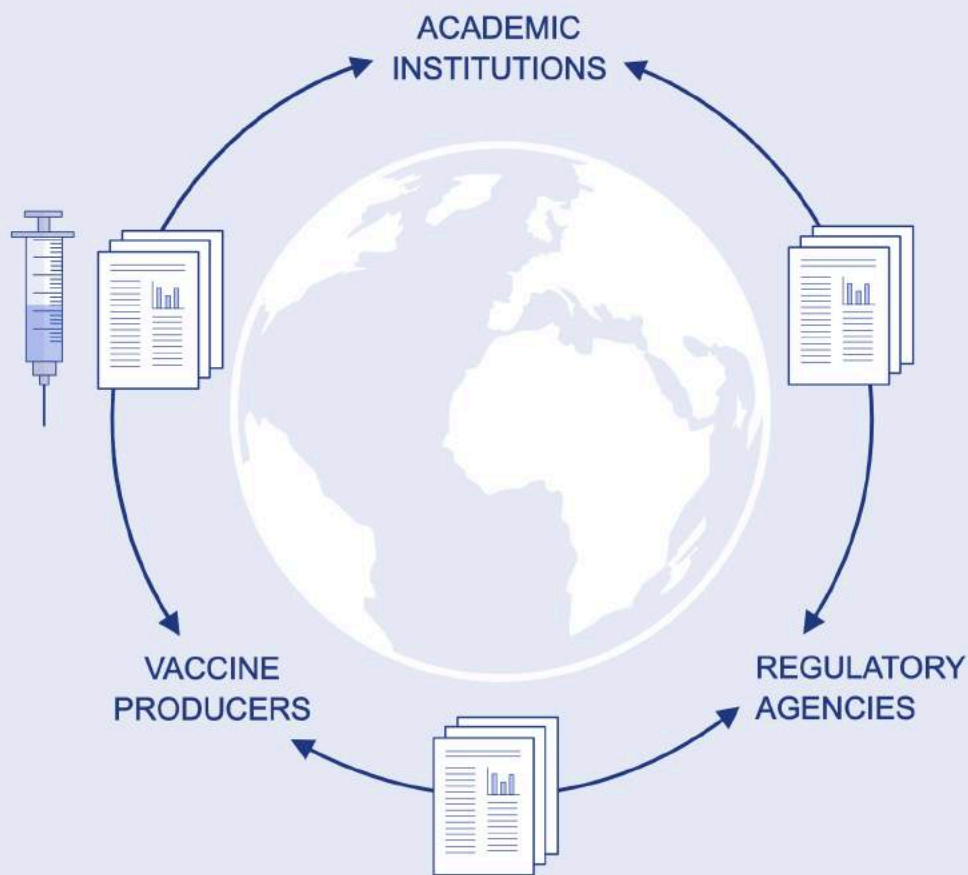 ACADEMIC
INSTITUTIONS
VACCINE
PRODUCERS
REGULATORY
AGENCIES